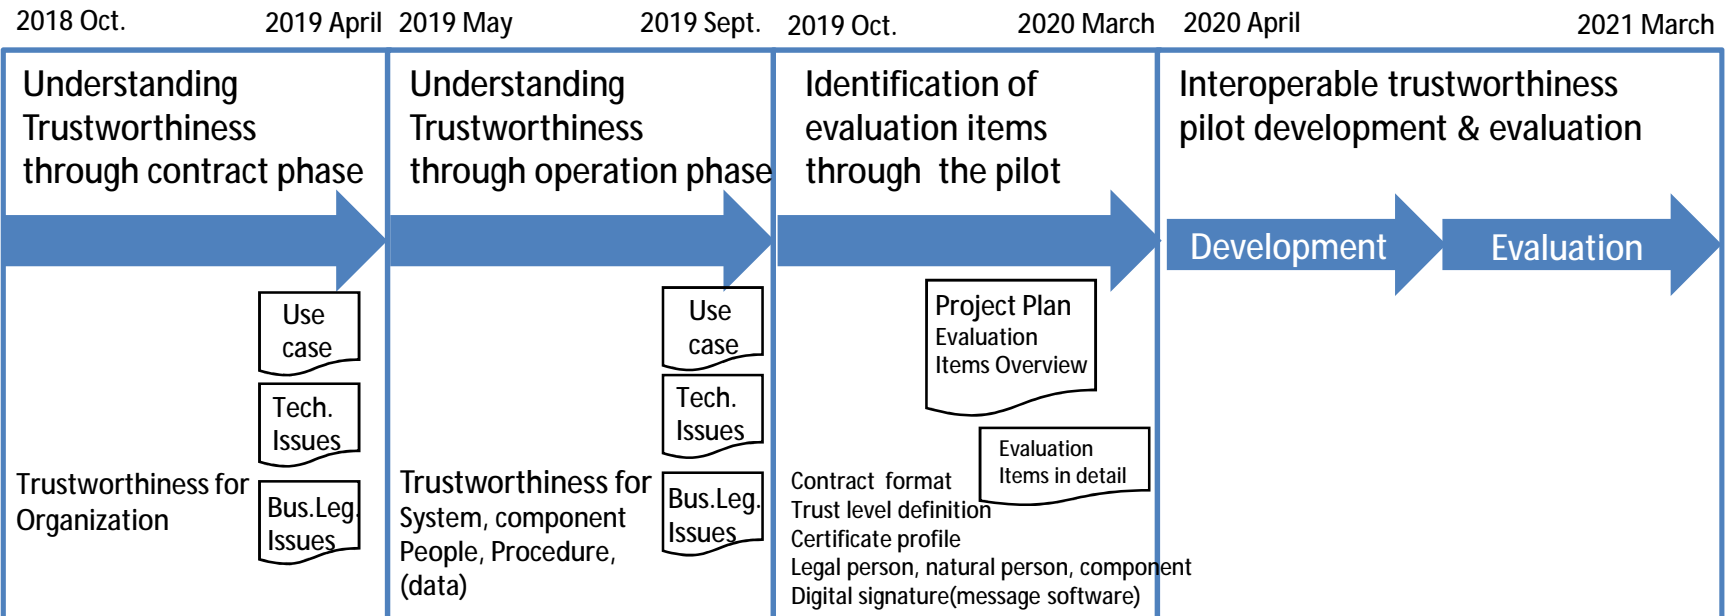 2018 Oct.
2019 April
2019 May
2019 Sept.
2019 Oct.
2020 March
2020 April
2021 March
Understanding
Trustworthiness
through contract phase
Use
case
Tech.
Issues
Trustworthiness for
Organization
Bus.Leg.
Issues
Understanding
Trustworthiness
through operation phase
Use
case
Tech.
Issues
Trustworthiness for
System, component
People, Procedure,
(data)
Bus.Leg.
Issues
Identification of
evaluation items
through the pilot
Project Plan
Evaluation
Items Overview
Evaluation
Items in detail
Contract format
Trust level definition
Certificate profile
Legal person, natural person, component
Digital signature(message software)
Interoperable trustworthiness
pilot development & evaluation
Development
Evaluation